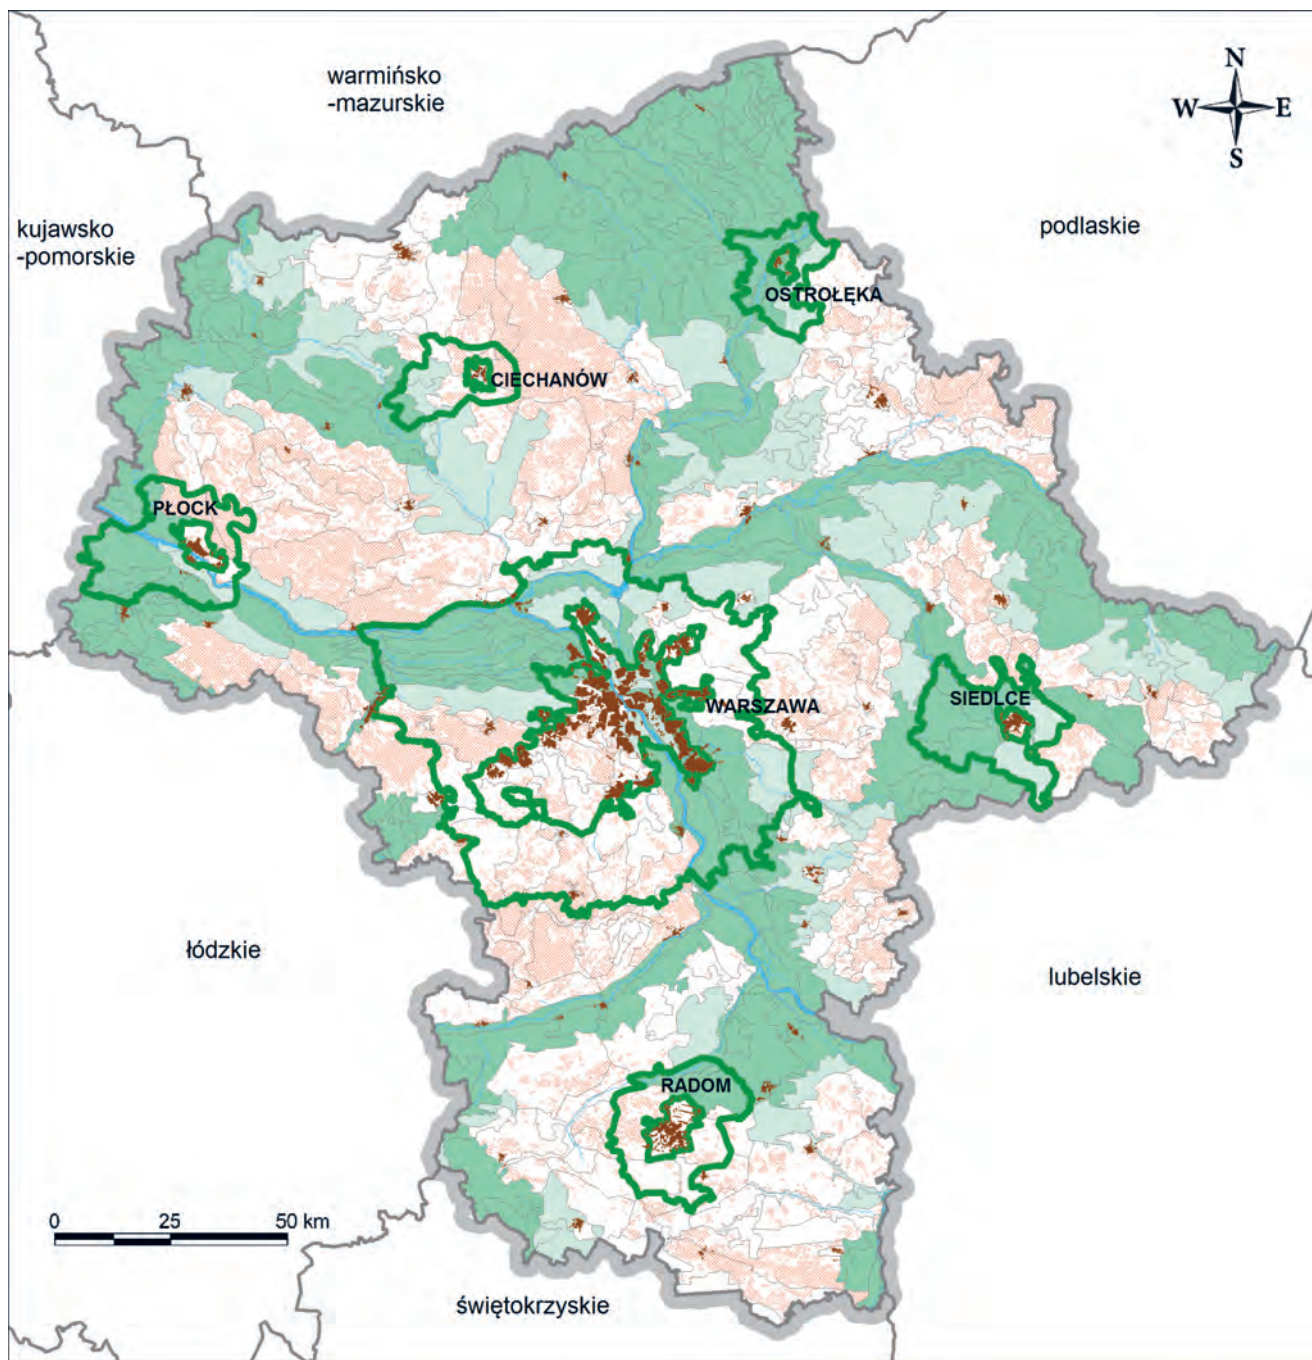 N
W E
S
warmińsko
-mazurskie
kujawsko
-pomorskie
podlaskie
OSTROŁĘKA
CIECHANÓW
PŁOCK
SIEDLCE
WARSZAWA
łódzkie
lubelskie
RADOM
0 25 50 km
świętokrzyskie